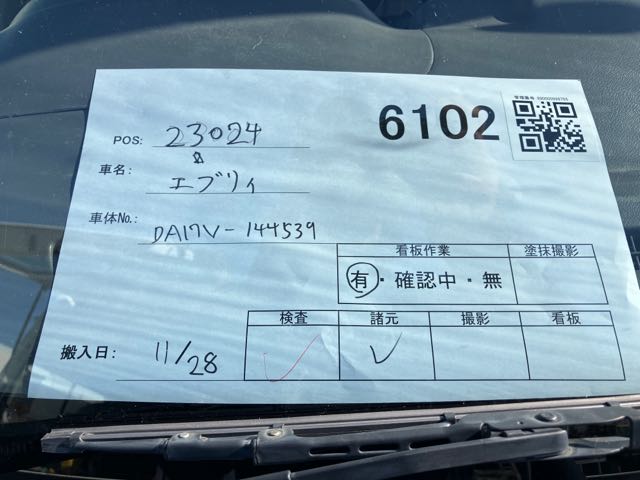 6102
POS: 23024
車名: エブリィ
車体No.: DA17V-144539
看板作業 塗抹撮影
有・確認中・無
検査 諸元 撮影 看板
搬入日: 11/28